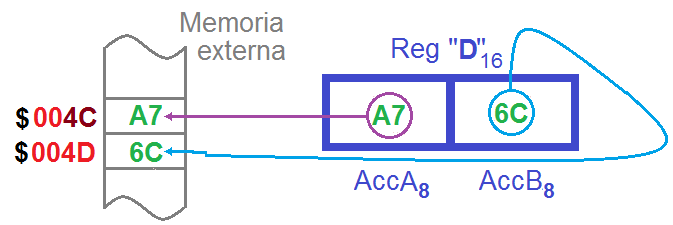 Memoria
externa
Reg "D"16
$004C A7 A7 6C
$004D 6C
AccA8 AccB8